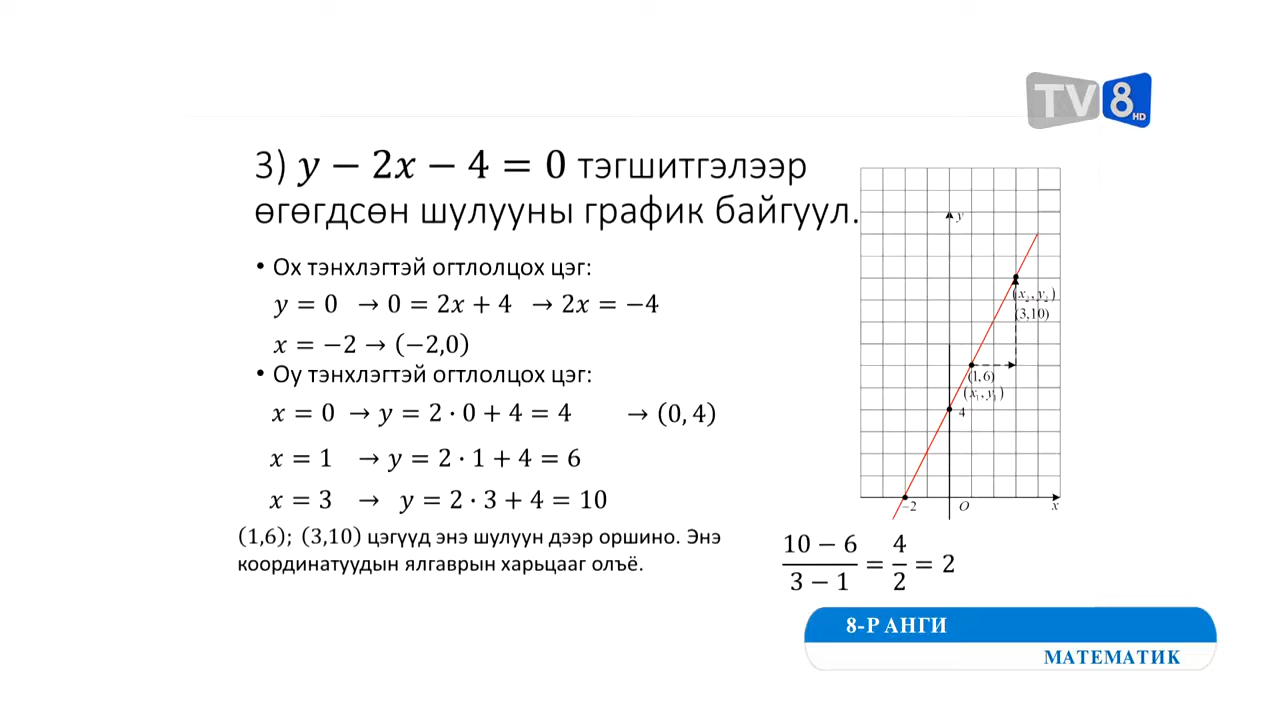 TV8 HD
3) y − 2x − 4 = 0 тэгшитгэлээр
өгөгдсөн шулууны график байгуул.
• Ox тэнхлэгтэй огтлолцох цэг:
y = 0 → 0 = 2x + 4 → 2x = −4
x = −2 → (−2,0)
• Оу тэнхлэгтэй огтлолцох цэг:
x = 0 → y = 2 · 0 + 4 = 4 → (0, 4)
x = 1 → y = 2 · 1 + 4 = 6
x = 3 → y = 2 · 3 + 4 = 10
(1,6); (3,10) цэгүүд энэ шулуун дээр оршино. Энэ
координатуудын ялгаврын харьцааг олъё.
y
(x₂, y₂)
(3,10)
(1,6)
(x₁, y₁)
4
−2 O x
(10 − 6)/(3 − 1) = 4/2 = 2
8-Р АНГИ
МАТЕМАТИК